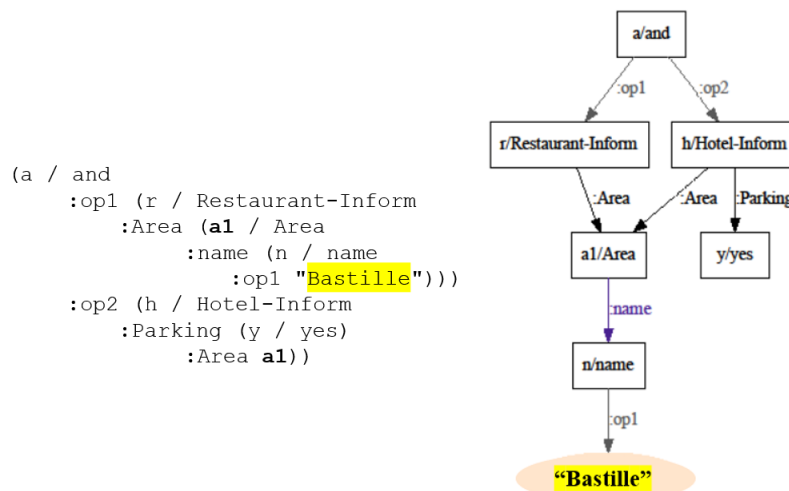 (a / and
:op1 (r / Restaurant-Inform
:Area (a1 / Area
:name (n / name
:op1 "Bastille")))
:op2 (h / Hotel-Inform
:Parking (y / yes)
:Area a1))
a/and
:op1 :op2
r/Restaurant-Inform h/Hotel-Inform
:Area :Area :Parking
a1/Area y/yes
:name
n/name
:op1
“Bastille”